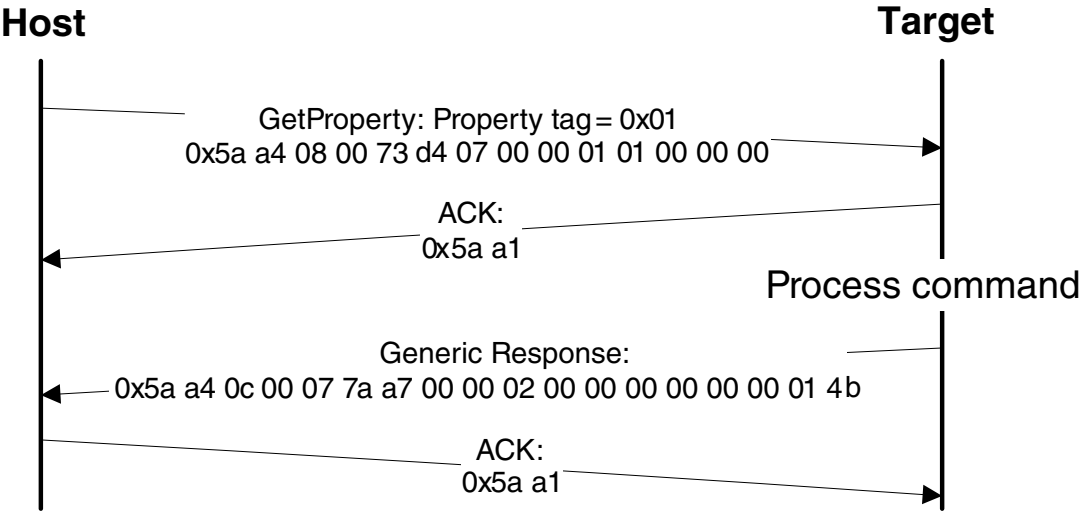 Host
Target
GetProperty: Property tag = 0x01
0x5a a4 08 00 73 d4 07 00 00 01 01 00 00 00
ACK:
0x5a a1
Process command
Generic Response:
0x5a a4 0c 00 07 7a a7 00 00 02 00 00 00 00 00 00 01 4b
ACK:
0x5a a1